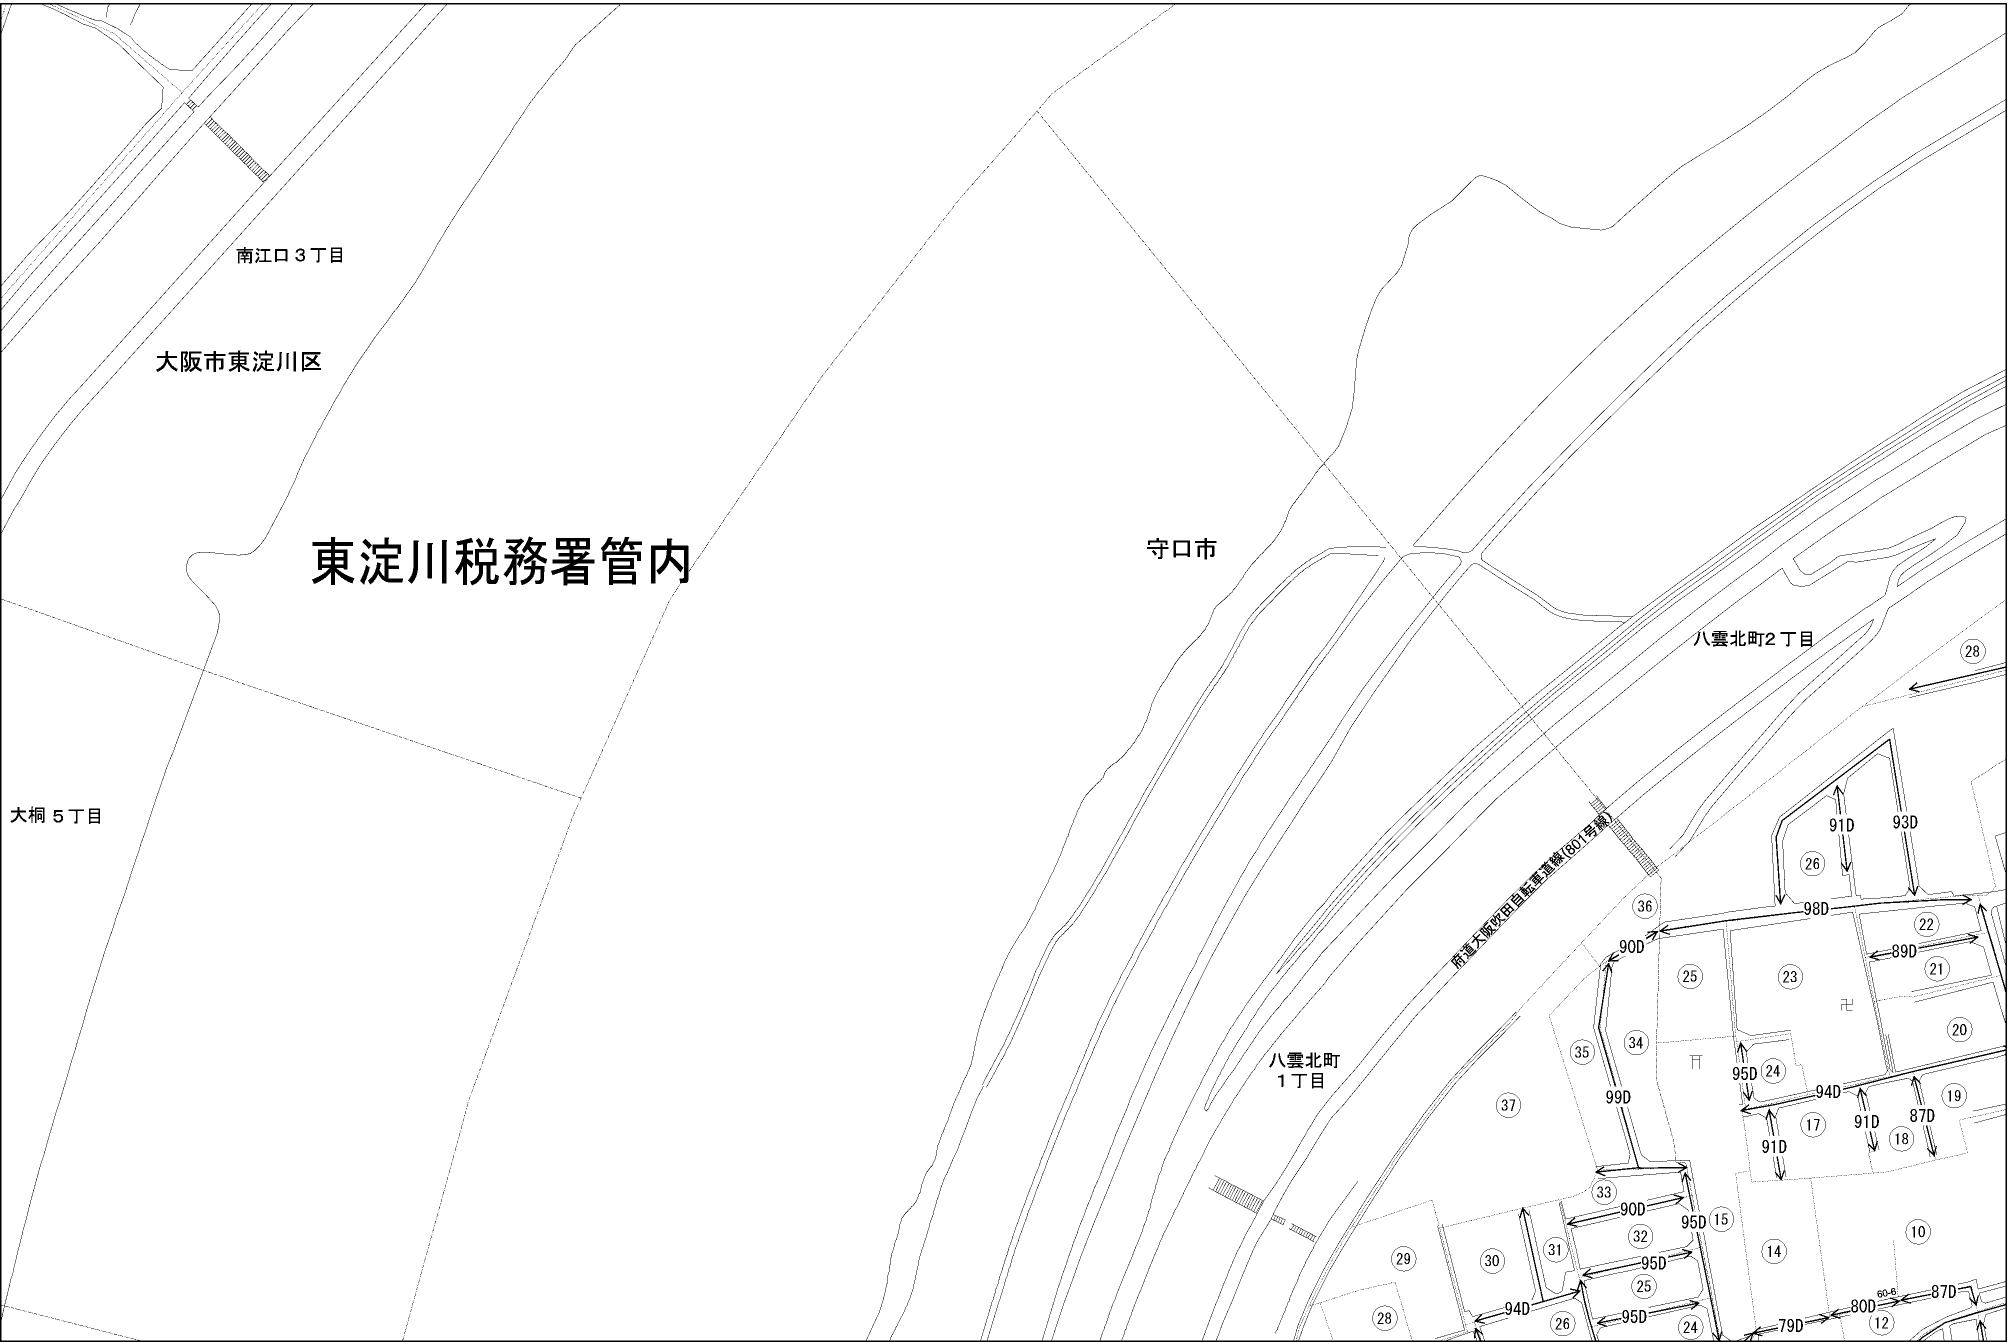 南江口３丁目
大阪市東淀川区
東淀川税務署管内
守口市
八雲北町２丁目
28
大桐５丁目
府道大阪吹田自転車道線(801号線)
91D
93D
26
36
98D
22
90D
89D
25
23
21
卍
20
35
34
八雲北町
１丁目
95D
24
94D
19
99D
37
17
91D
87D
18
91D
33
90D
95D
15
32
10
29
30
31
14
95D
25
60-6
87D
94D
80D
28
26
95D
24
79D
12